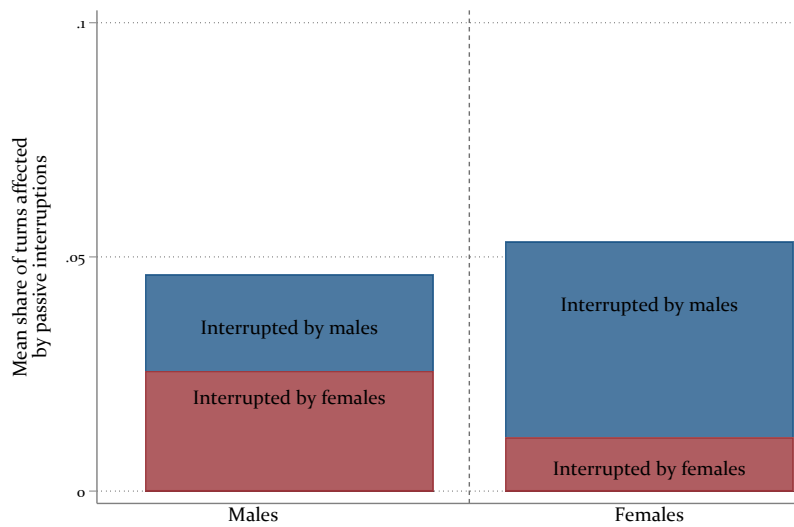 .1
Mean share of turns affected
by passive interruptions
.05
Interrupted by males
Interrupted by males
Interrupted by females
Interrupted by females
0
Males
Females